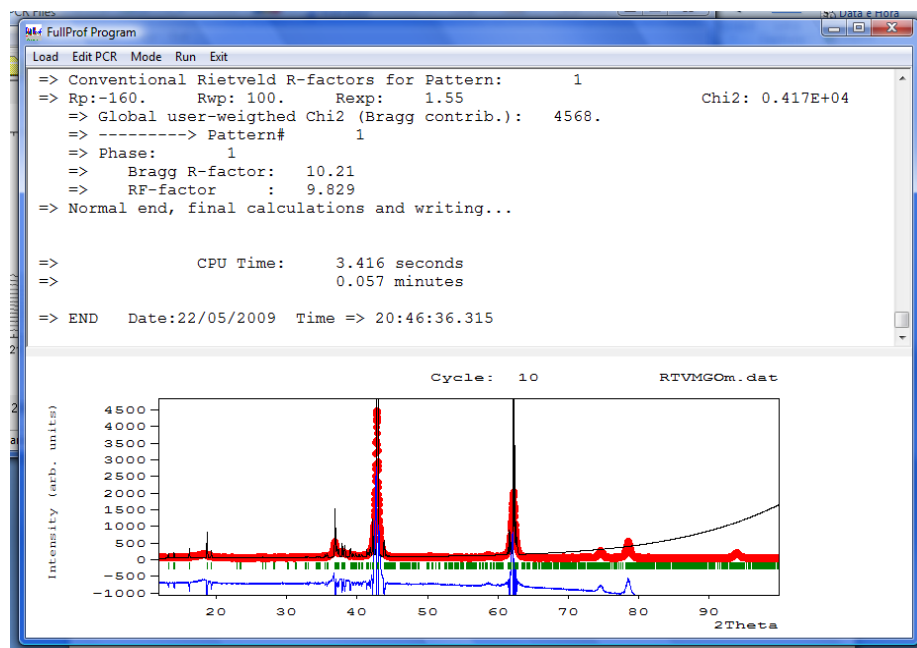 PCR Files
S:\ Data e Hora
FullProf Program
Load Edit PCR Mode Run Exit
=> Conventional Rietveld R-factors for Pattern: 1
=> Rp:-160. Rwp: 100. Rexp: 1.55 Chi2: 0.417E+04
=> Global user-weigthed Chi2 (Bragg contrib.): 4568.
=> ---------> Pattern# 1
=> Phase: 1
=> Bragg R-factor: 10.21
=> RF-factor : 9.829
=> Normal end, final calculations and writing...
=> CPU Time: 3.416 seconds
=> 0.057 minutes
=> END Date:22/05/2009 Time => 20:46:36.315
Cycle: 10 RTVMGOm.dat
Intensity (arb. units)
4500
4000
3500
3000
2500
2000
1500
1000
500
0
-500
-1000
20 30 40 50 60 70 80 90
2Theta